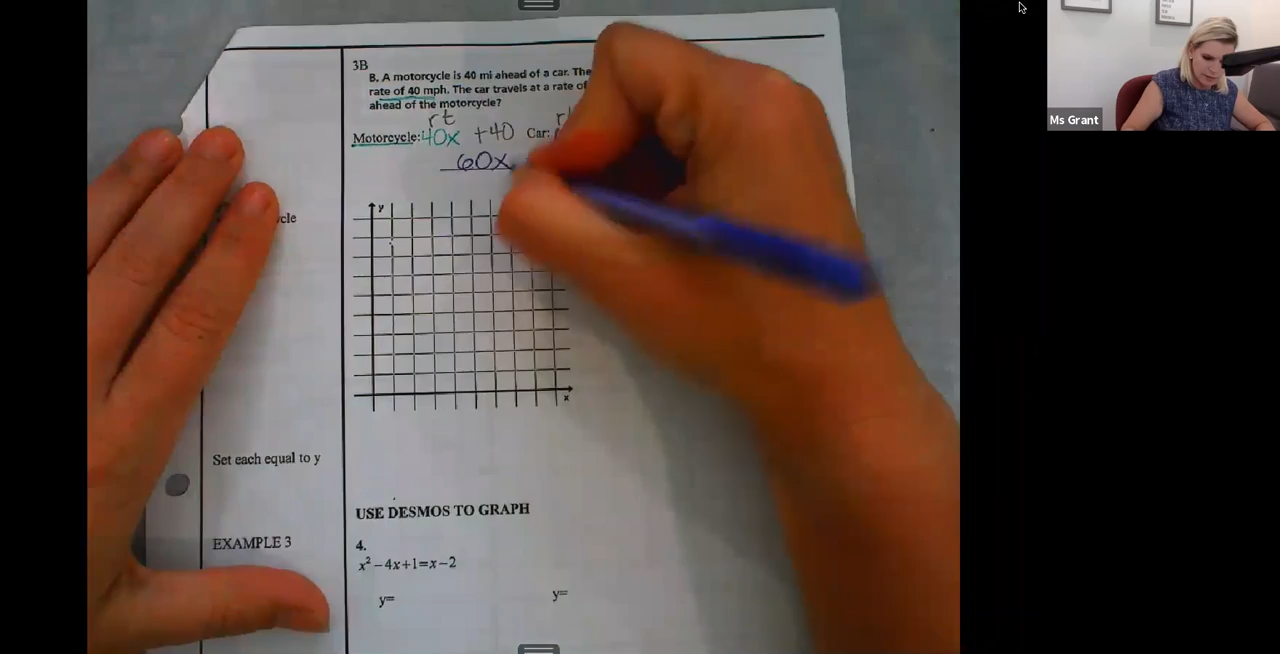 3B
B. A motorcycle is 40 mi ahead of a car. The
rate of 40 mph. The car travels at a rate of
ahead of the motorcycle?
r t
Motorcycle: 40x +40 Car:
60x
y
x
cle
Set each equal to y
USE DESMOS TO GRAPH
EXAMPLE 3
4.
x² − 4x + 1 = x − 2
y=
y=
Ms Grant